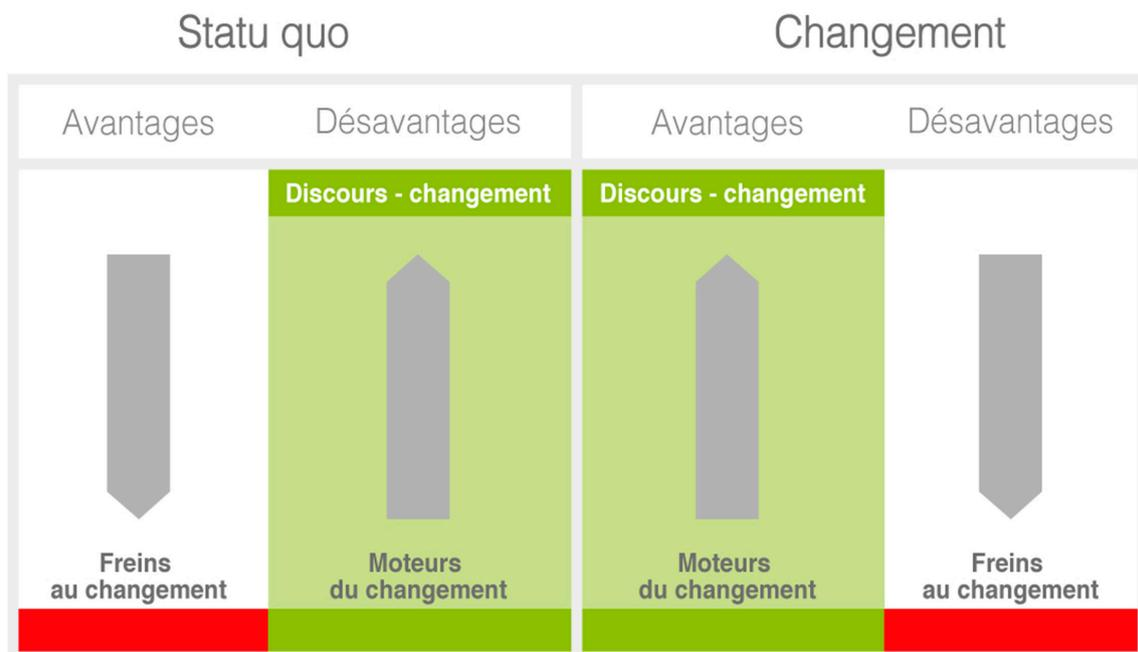 Statu quo
Changement
Avantages
Désavantages
Avantages
Désavantages
Discours - changement
Discours - changement
Freins
au changement
Moteurs
du changement
Moteurs
du changement
Freins
au changement